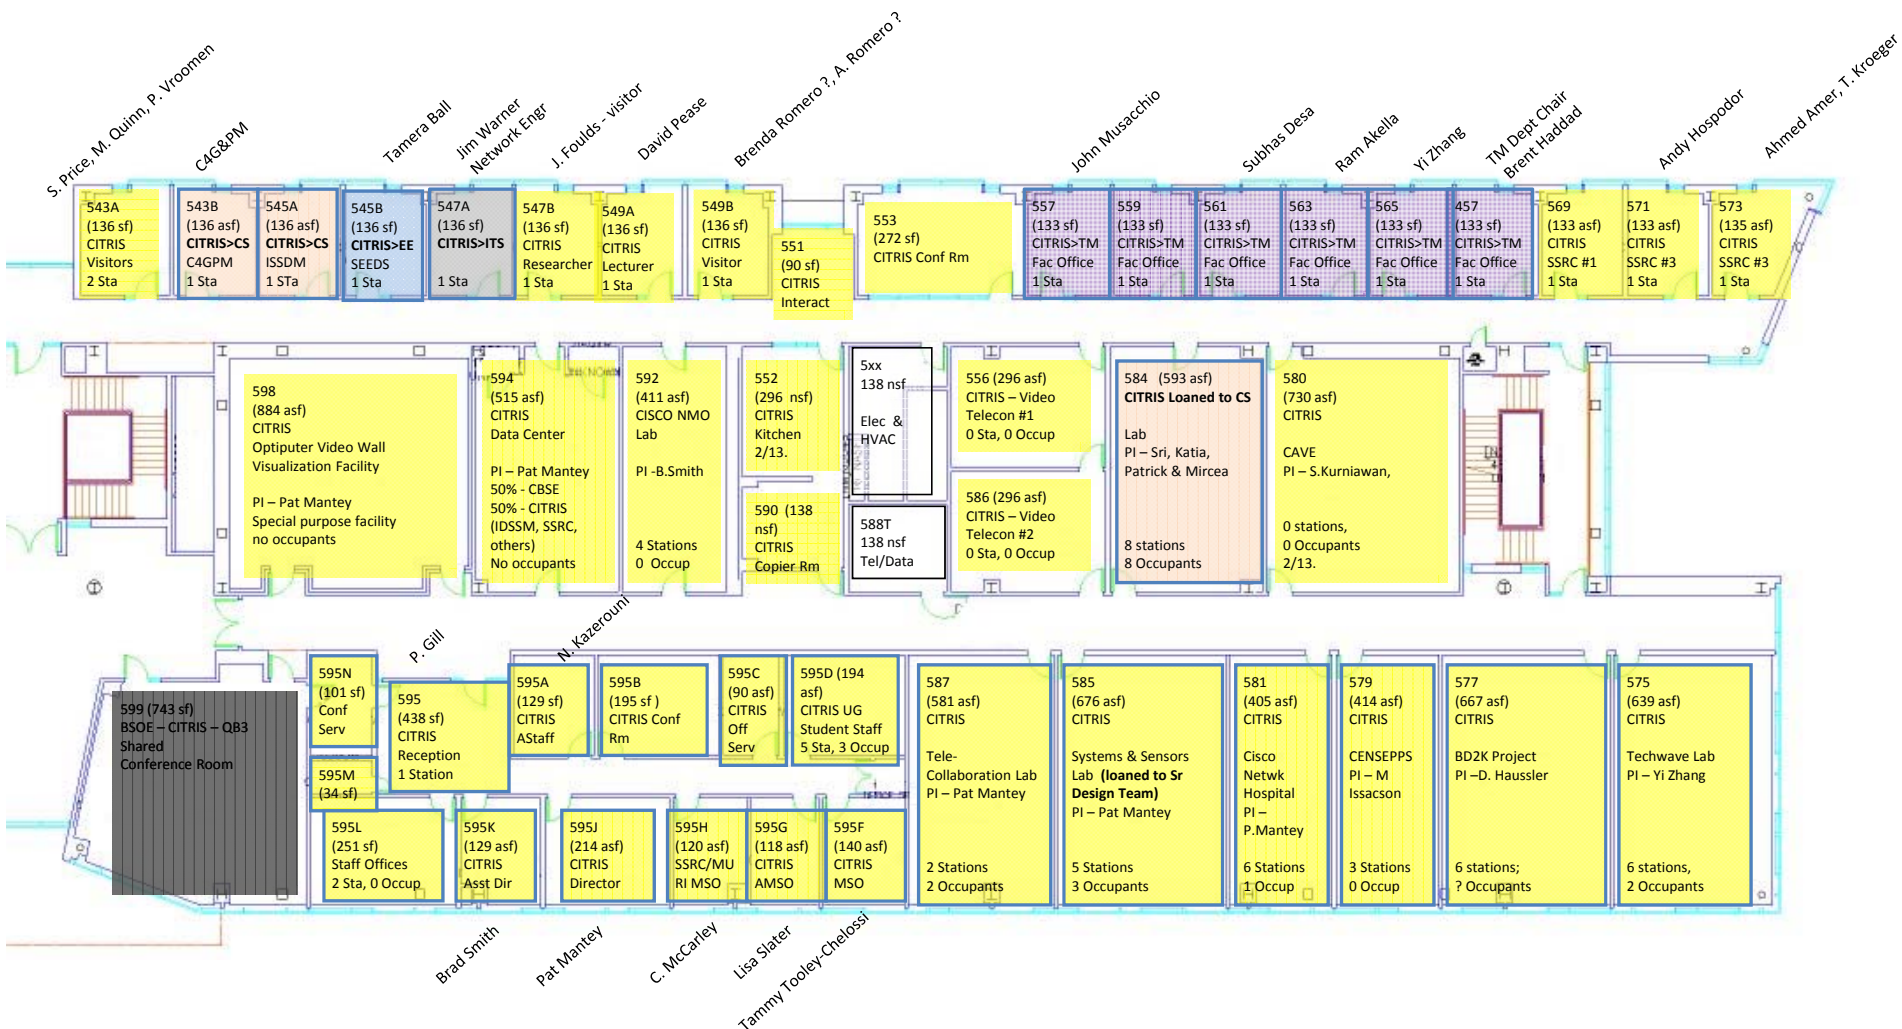 S. Price, M. Quinn, P. Vroomen
C4G&PM
Tamera Ball
Jim Warner
Network Engr
J. Foulds - visitor
David Pease
Brenda Romero ?, A. Romero ?
John Musacchio
Subhas Desa
Ram Akella
Yi Zhang
TM Dept Chair
Brent Haddad
Andy Hospodor
Ahmed Amer, T. Kroeger
543A
(136 sf)
CITRIS
Visitors
2 Sta
543B
(136 asf)
CITRIS>CS
C4GPM
1 Sta
545A
(136 asf)
CITRIS>CS
ISSDM
1 STa
545B
(136 sf)
CITRIS>EE
SEEDS
1 Sta
547A
(136 sf)
CITRIS>ITS
1 Sta
547B
(136 sf)
CITRIS
Researcher
1 Sta
549A
(136 sf)
CITRIS
Lecturer
1 Sta
549B
(136 sf)
CITRIS
Visitor
1 Sta
551
(90 sf)
CITRIS
Interact
553
(272 sf)
CITRIS Conf Rm
557
(133 sf)
CITRIS>TM
Fac Office
1 Sta
559
(133 sf)
CITRIS>TM
Fac Office
1 Sta
561
(133 sf)
CITRIS>TM
Fac Office
1 Sta
563
(133 sf)
CITRIS>TM
Fac Office
1 Sta
565
(133 sf)
CITRIS>TM
Fac Office
1 Sta
457
(133 sf)
CITRIS>TM
Fac Office
1 Sta
569
(133 asf)
CITRIS
SSRC #1
1 Sta
571
(133 asf)
CITRIS
SSRC #3
1 Sta
573
(135 asf)
CITRIS
SSRC #3
1 Sta
598
(884 asf)
CITRIS
Optiputer Video Wall
Visualization Facility
PI – Pat Mantey
Special purpose facility
no occupants
594
(515 asf)
CITRIS
Data Center
PI – Pat Mantey
50% - CBSE
50% - CITRIS
(IDSSM, SSRC,
others)
No occupants
592
(411 asf)
CISCO NMO
Lab
PI -B.Smith
4 Stations
0 Occup
552
(296 nsf)
CITRIS
Kitchen
2/13.
590 (138
nsf)
CITRIS
Copier Rm
5xx
138 nsf
Elec &
HVAC
588T
138 nsf
Tel/Data
556 (296 asf)
CITRIS – Video
Telecon #1
0 Sta, 0 Occup
586 (296 asf)
CITRIS – Video
Telecon #2
0 Sta, 0 Occup
584 (593 asf)
CITRIS Loaned to CS
Lab
PI – Sri, Katia,
Patrick & Mircea
8 stations
8 Occupants
580
(730 asf)
CITRIS
CAVE
PI – S.Kurniawan,
0 stations,
0 Occupants
2/13.
P. Gill
N. Kazerouni
599 (743 sf)
BSOE – CITRIS – QB3
Shared
Conference Room
595N
(101 sf)
Conf
Serv
595M
(34 sf)
595
(438 sf)
CITRIS
Reception
1 Station
595A
(129 sf)
CITRIS
AStaff
595B
(195 sf )
CITRIS Conf
Rm
595C
(90 asf)
CITRIS
Off
Serv
595D (194
asf)
CITRIS UG
Student Staff
5 Sta, 3 Occup
595L
(251 sf)
Staff Offices
2 Sta, 0 Occup
595K
(129 asf)
CITRIS
Asst Dir
595J
(214 asf)
CITRIS
Director
595H
(120 asf)
SSRC/MU
RI MSO
595G
(118 asf)
CITRIS
AMSO
595F
(140 asf)
CITRIS
MSO
587
(581 asf)
CITRIS
Tele-
Collaboration Lab
PI – Pat Mantey
2 Stations
2 Occupants
585
(676 asf)
CITRIS
Systems & Sensors
Lab (loaned to Sr
Design Team)
PI – Pat Mantey
5 Stations
3 Occupants
581
(405 asf)
CITRIS
Cisco
Netwk
Hospital
PI –
P.Mantey
6 Stations
1 Occup
579
(414 asf)
CITRIS
CENSEPPS
PI – M
Issacson
3 Stations
0 Occup
577
(667 asf)
CITRIS
BD2K Project
PI –D. Haussler
6 stations;
? Occupants
575
(639 asf)
CITRIS
Techwave Lab
PI – Yi Zhang
6 stations,
2 Occupants
Brad Smith
Pat Mantey
C. McCarley
Lisa Slater
Tammy Tooley-Chelossi